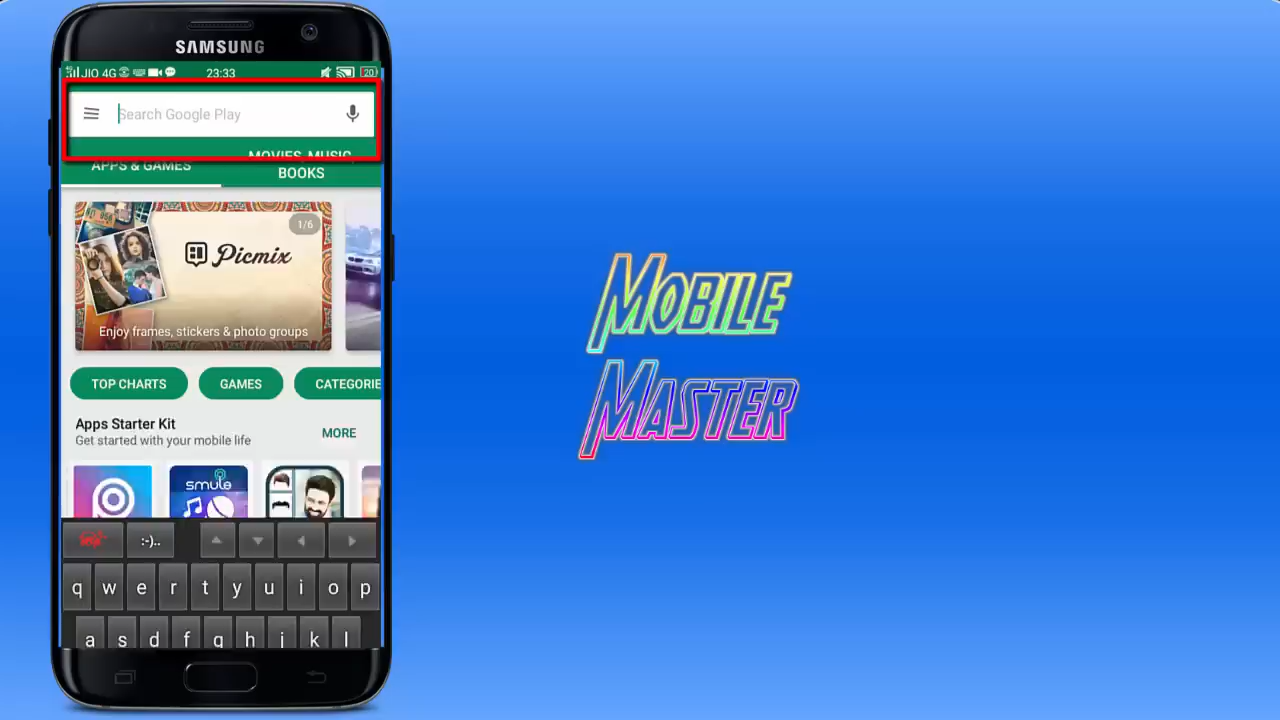 SAMSUNG
JIO 4G 23:33 20
Search Google Play
APPS & GAMES
MOVIES, MUSIC,
BOOKS
1/6
Picmix
Enjoy frames, stickers & photo groups
TOP CHARTS GAMES CATEGORIE
Apps Starter Kit
Get started with your mobile life
MORE
smule
:-)..
q w e r t y u i o p
a s d f g h j k l
MOBILE
MASTER